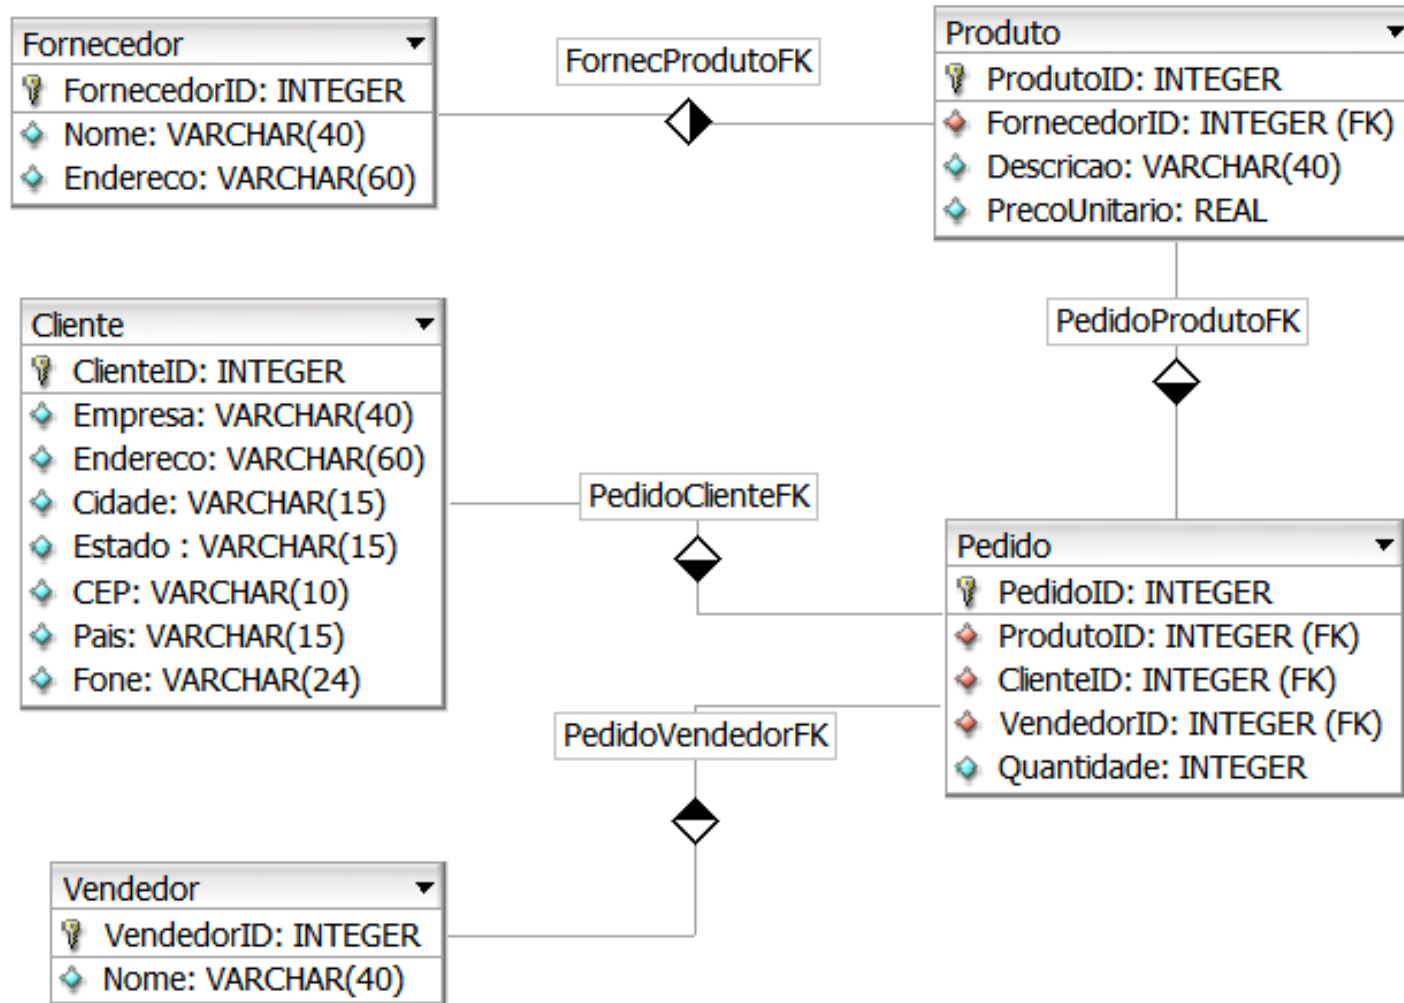 Fornecedor
FornecedorID: INTEGER
Nome: VARCHAR(40)
Endereco: VARCHAR(60)
FornecProdutoFK
Produto
ProdutoID: INTEGER
FornecedorID: INTEGER (FK)
Descricao: VARCHAR(40)
PrecoUnitario: REAL
Cliente
ClienteID: INTEGER
Empresa: VARCHAR(40)
Endereco: VARCHAR(60)
Cidade: VARCHAR(15)
Estado : VARCHAR(15)
CEP: VARCHAR(10)
Pais: VARCHAR(15)
Fone: VARCHAR(24)
PedidoProdutoFK
PedidoClienteFK
Pedido
PedidoID: INTEGER
ProdutoID: INTEGER (FK)
ClienteID: INTEGER (FK)
VendedorID: INTEGER (FK)
Quantidade: INTEGER
PedidoVendedorFK
Vendedor
VendedorID: INTEGER
Nome: VARCHAR(40)